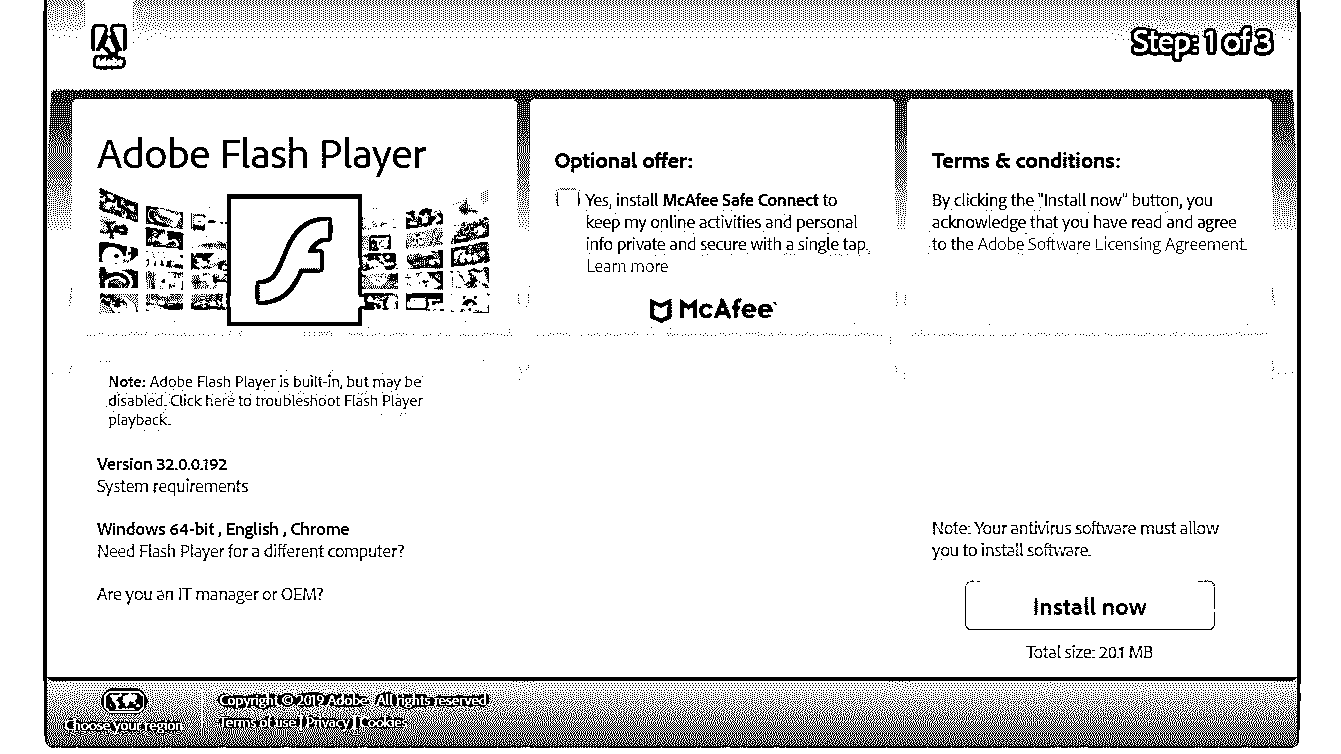 Adobe
Step: 1 of 3
Adobe Flash Player
Note: Adobe Flash Player is built-in, but may be
disabled. Click here to troubleshoot Flash Player
playback.
Version 32.0.0.192
System requirements
Windows 64-bit , English , Chrome
Need Flash Player for a different computer?
Are you an IT manager or OEM?
Optional offer:
Yes, install McAfee Safe Connect to
keep my online activities and personal
info private and secure with a single tap.
Learn more
McAfee
Terms & conditions:
By clicking the "Install now" button, you
acknowledge that you have read and agree
to the Adobe Software Licensing Agreement.
Note: Your antivirus software must allow
you to install software.
Install now
Total size: 20.1 MB
Choose your region
Copyright © 2019 Adobe. All rights reserved.
Terms of use | Privacy | Cookies